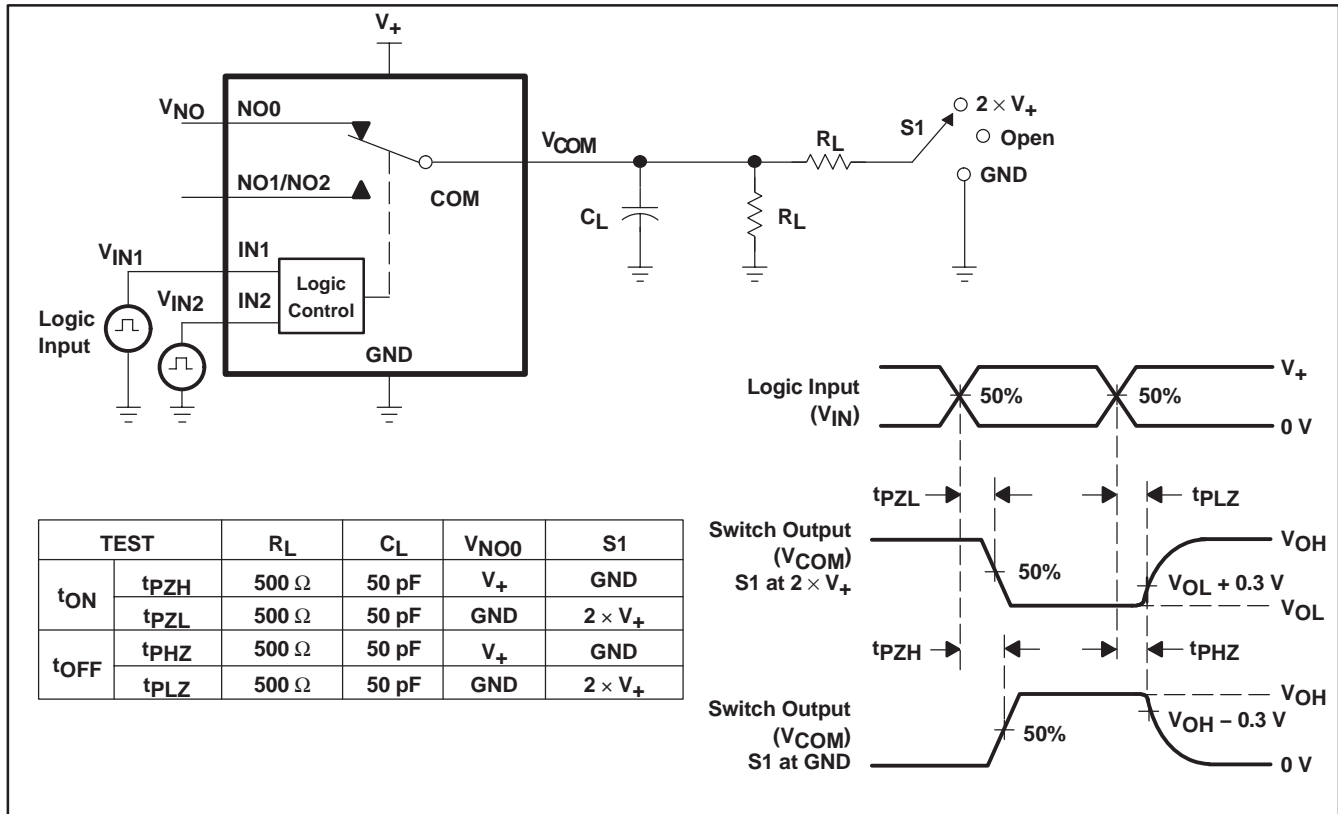 V+
VNO NO0
NO1/NO2
VCOM
COM
CL
RL
RL
S1
2 × V+
Open
GND
VIN1 IN1
VIN2 IN2
Logic
Control
Logic
Input
GND
Logic Input
(VIN)
50%
50%
V+
0 V
tPZL
tPLZ
Switch Output
(VCOM)
S1 at 2 × V+
50%
VOH
VOL + 0.3 V
VOL
tPZH
tPHZ
Switch Output
(VCOM)
S1 at GND
50%
VOH
VOH – 0.3 V
0 V
TEST RL CL VNO0 S1
tON tPZH 500 Ω 50 pF V+ GND
tPZL 500 Ω 50 pF GND 2 × V+
tOFF tPHZ 500 Ω 50 pF V+ GND
tPLZ 500 Ω 50 pF GND 2 × V+